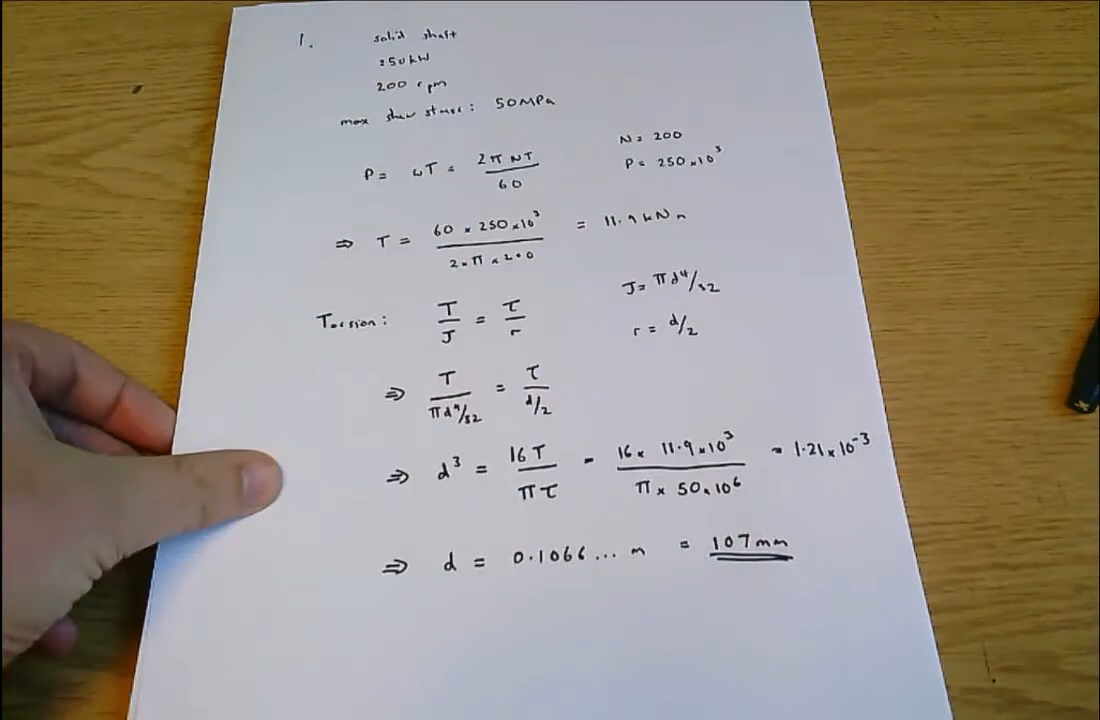 1. solid shaft
250kW
200 rpm
max shear stress: 50MPa
P = ωT = 2πNT/60
N = 200
P = 250×10³
⇒ T = 60 × 250×10³ / 2×π×200 = 11.9 kNm
Torsion: T/J = τ/r
J = πd⁴/32
r = d/2
⇒ T / πd⁴/32 = τ / d/2
⇒ d³ = 16T/πτ = 16× 11.9×10³ / π × 50×10⁶ = 1.21×10⁻³
⇒ d = 0.1066... m = 107mm